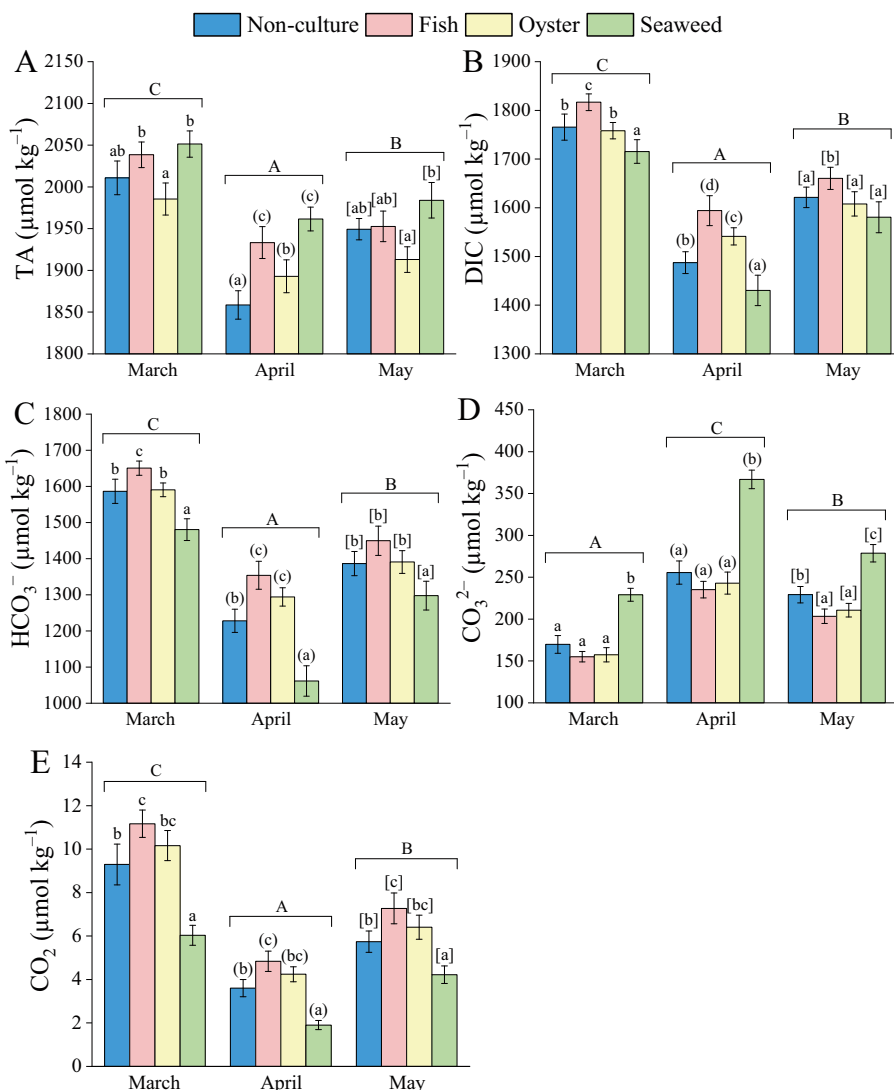 Non-culture Fish Oyster Seaweed
A
TA (µmol kg⁻¹)
2150
2100
2050
2000
1950
1900
1850
1800
C
ab b a b
A
(a) (c) (b) (c)
B
[ab] [ab] [a] [b]
March April May
B
DIC (µmol kg⁻¹)
1900
1800
1700
1600
1500
1400
1300
C
b c b a
A
(b) (d) (c) (a)
B
[a] [b] [a] [a]
March April May
C
HCO₃⁻ (µmol kg⁻¹)
1800
1700
1600
1500
1400
1300
1200
1100
1000
C
b c b a
A
(b) (c) (c) (a)
B
[b] [b] [b] [a]
March April May
D
CO₃²⁻ (µmol kg⁻¹)
450
400
350
300
250
200
150
100
A
a a a b
C
(a) (a) (a) (b)
B
[b] [a] [a] [c]
March April May
E
CO₂ (µmol kg⁻¹)
14
12
10
8
6
4
2
0
C
b c bc a
A
(b) (c) (bc) (a)
B
[b] [c] [bc] [a]
March April May